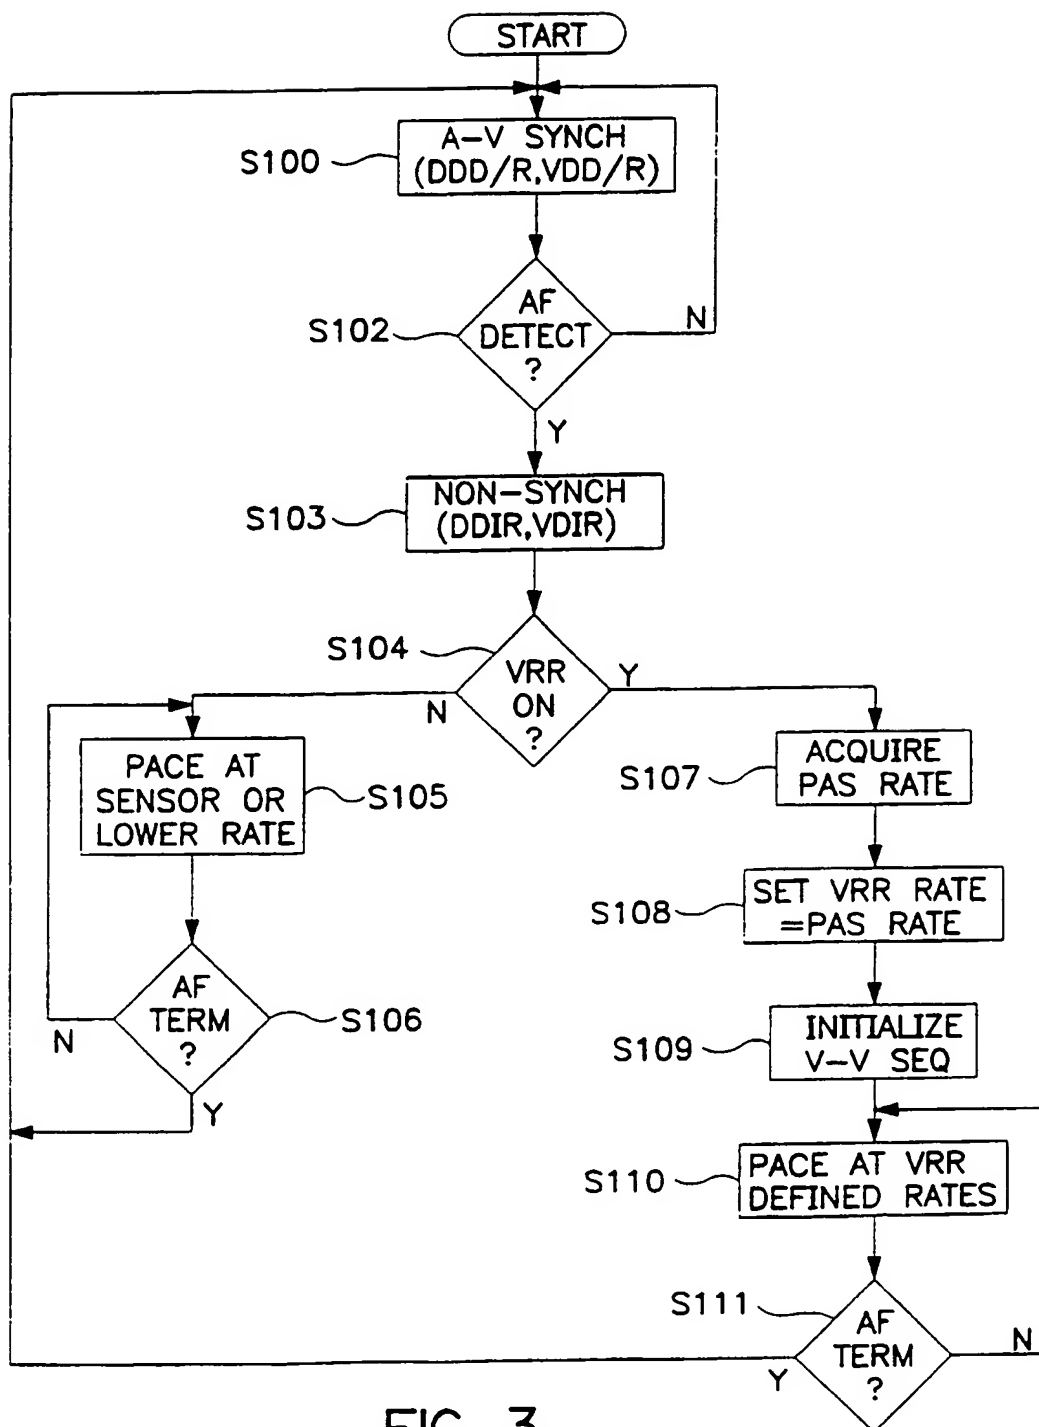 START
S100
A-V SYNCH
(DDD/R,VDD/R)
S102
AF
DETECT
?
N
Y
S103
NON-SYNCH
(DDIR,VDIR)
S104
VRR
ON
?
N
Y
PACE AT
SENSOR OR
LOWER RATE
S105
AF
TERM
?
S106
N
Y
S107
ACQUIRE
PAS RATE
S108
SET VRR RATE
=PAS RATE
S109
INITIALIZE
V-V SEQ
S110
PACE AT VRR
DEFINED RATES
S111
AF
TERM
?
N
Y
FIG. 3